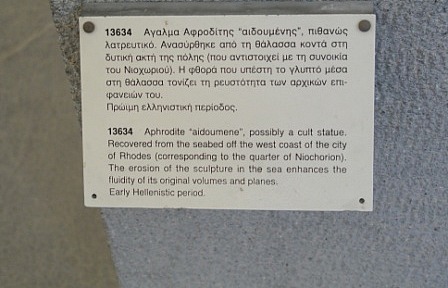 13634 Αγαλμα Αφροδίτης “αιδουμένης”, πιθανώς
λατρευτικό. Ανασύρθηκε από τη θάλασσα κοντά στη
δυτική ακτή της πόλης (που αντιστοιχεί με τη συνοικία
του Νιοχωριού). Η φθορά που υπέστη το γλυπτό μέσα
στη θάλασσα τονίζει τη ρευστότητα των αρχικών επι-
φανειών του.
Πρώιμη ελληνιστική περίοδος.
13634 Aphrodite “aidoumene”, possibly a cult statue.
Recovered from the seabed off the west coast of the city
of Rhodes (corresponding to the quarter of Niochorion).
The erosion of the sculpture in the sea enhances the
fluidity of its original volumes and planes.
Early Hellenistic period.